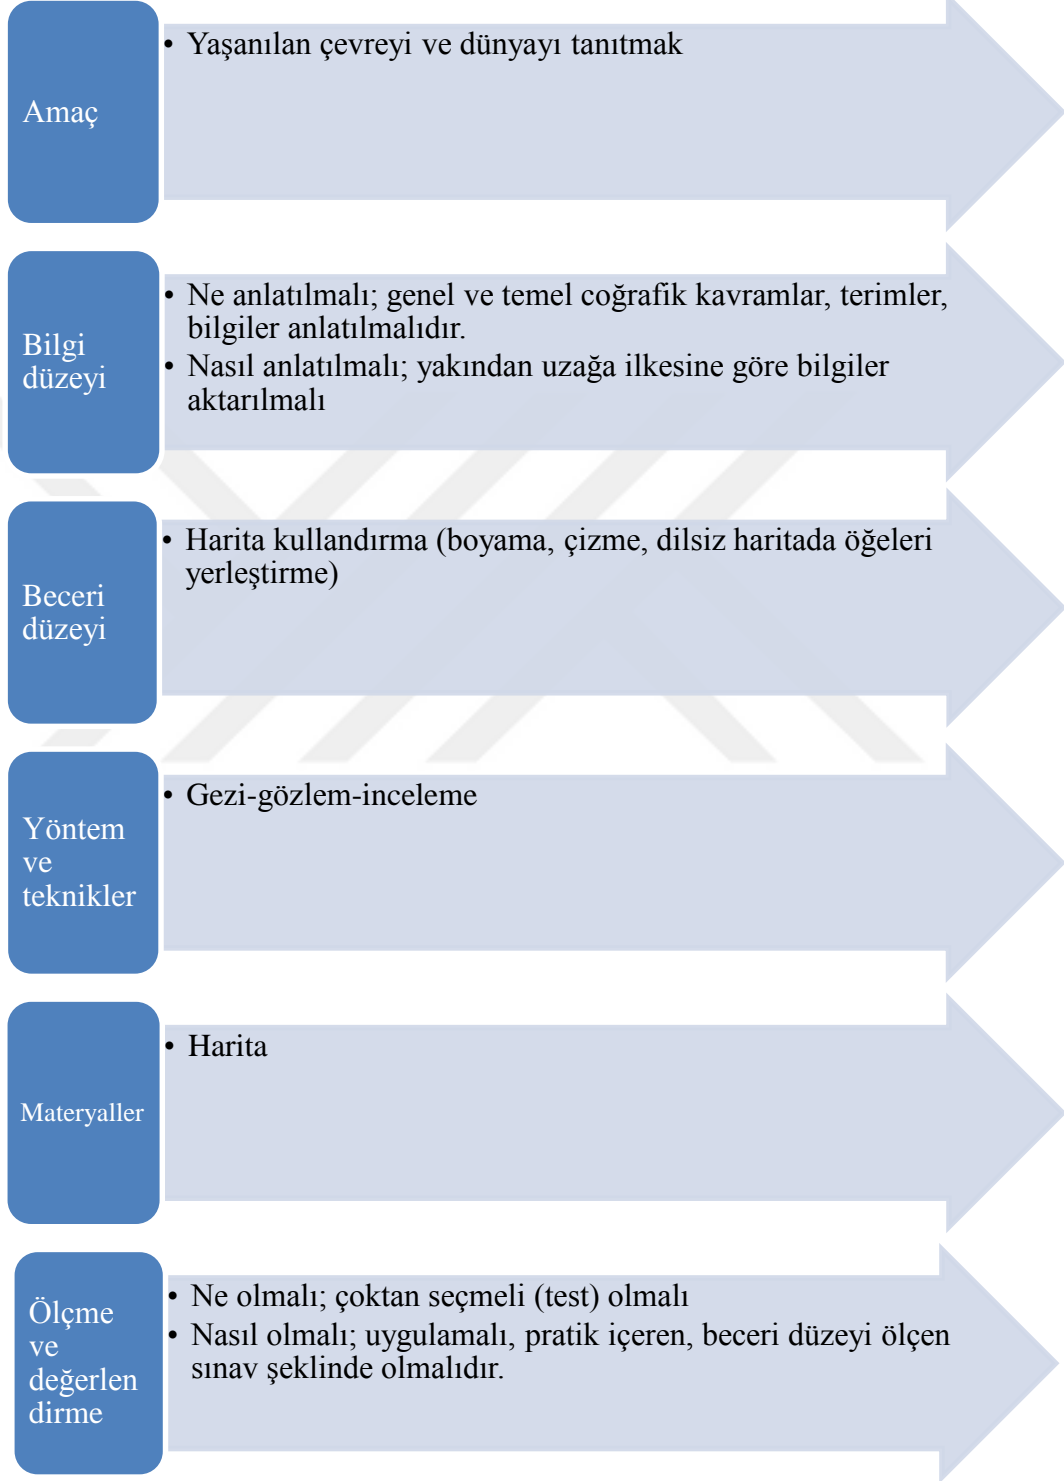 Amaç
• Yaşanılan çevreyi ve dünyayı tanıtmak
Bilgi
düzeyi
• Ne anlatılmalı; genel ve temel coğrafik kavramlar, terimler,
bilgiler anlatılmalıdır.
• Nasıl anlatılmalı; yakından uzağa ilkesine göre bilgiler
aktarılmalı
Beceri
düzeyi
• Harita kullandırma (boyama, çizme, dilsiz haritada öğeleri
yerleştirme)
Yöntem
ve
teknikler
• Gezi-gözlem-inceleme
Materyaller
• Harita
Ölçme
ve
değerlen
dirme
• Ne olmalı; çoktan seçmeli (test) olmalı
• Nasıl olmalı; uygulamalı, pratik içeren, beceri düzeyi ölçen
sınav şeklinde olmalıdır.